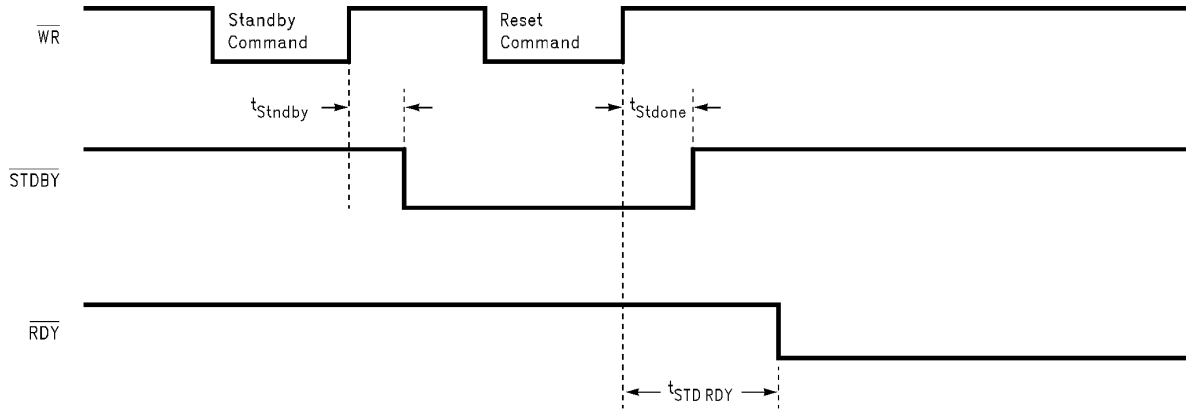 WR
Standby
Command
Reset
Command
tStndby
tStdone
STDBY
RDY
tSTD RDY